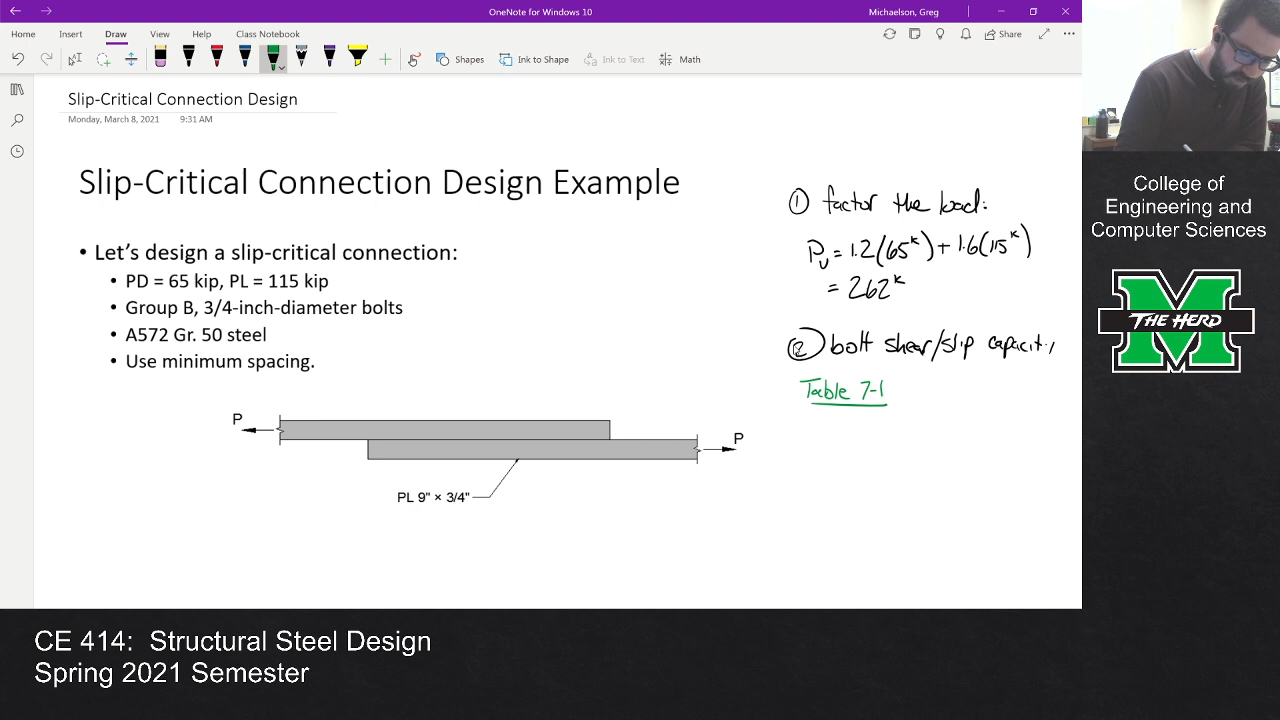 OneNote for Windows 10
Michaelson, Greg
Home
Insert
Draw
View
Help
Class Notebook
Share
Shapes
Ink to Shape
Ink to Text
Math
Slip-Critical Connection Design
Monday, March 8, 2021
9:31 AM
Slip-Critical Connection Design Example
• Let's design a slip-critical connection:
• PD = 65 kip, PL = 115 kip
• Group B, 3/4-inch-diameter bolts
• A572 Gr. 50 steel
• Use minimum spacing.
P
P
PL 9" × 3/4"
① factor the load:
Pu = 1.2(65ᵏ) + 1.6(115ᵏ)
= 262ᵏ
② bolt shear/slip capacity
Table 7-1
College of
Engineering and
Computer Sciences
THE HERD
CE 414: Structural Steel Design
Spring 2021 Semester